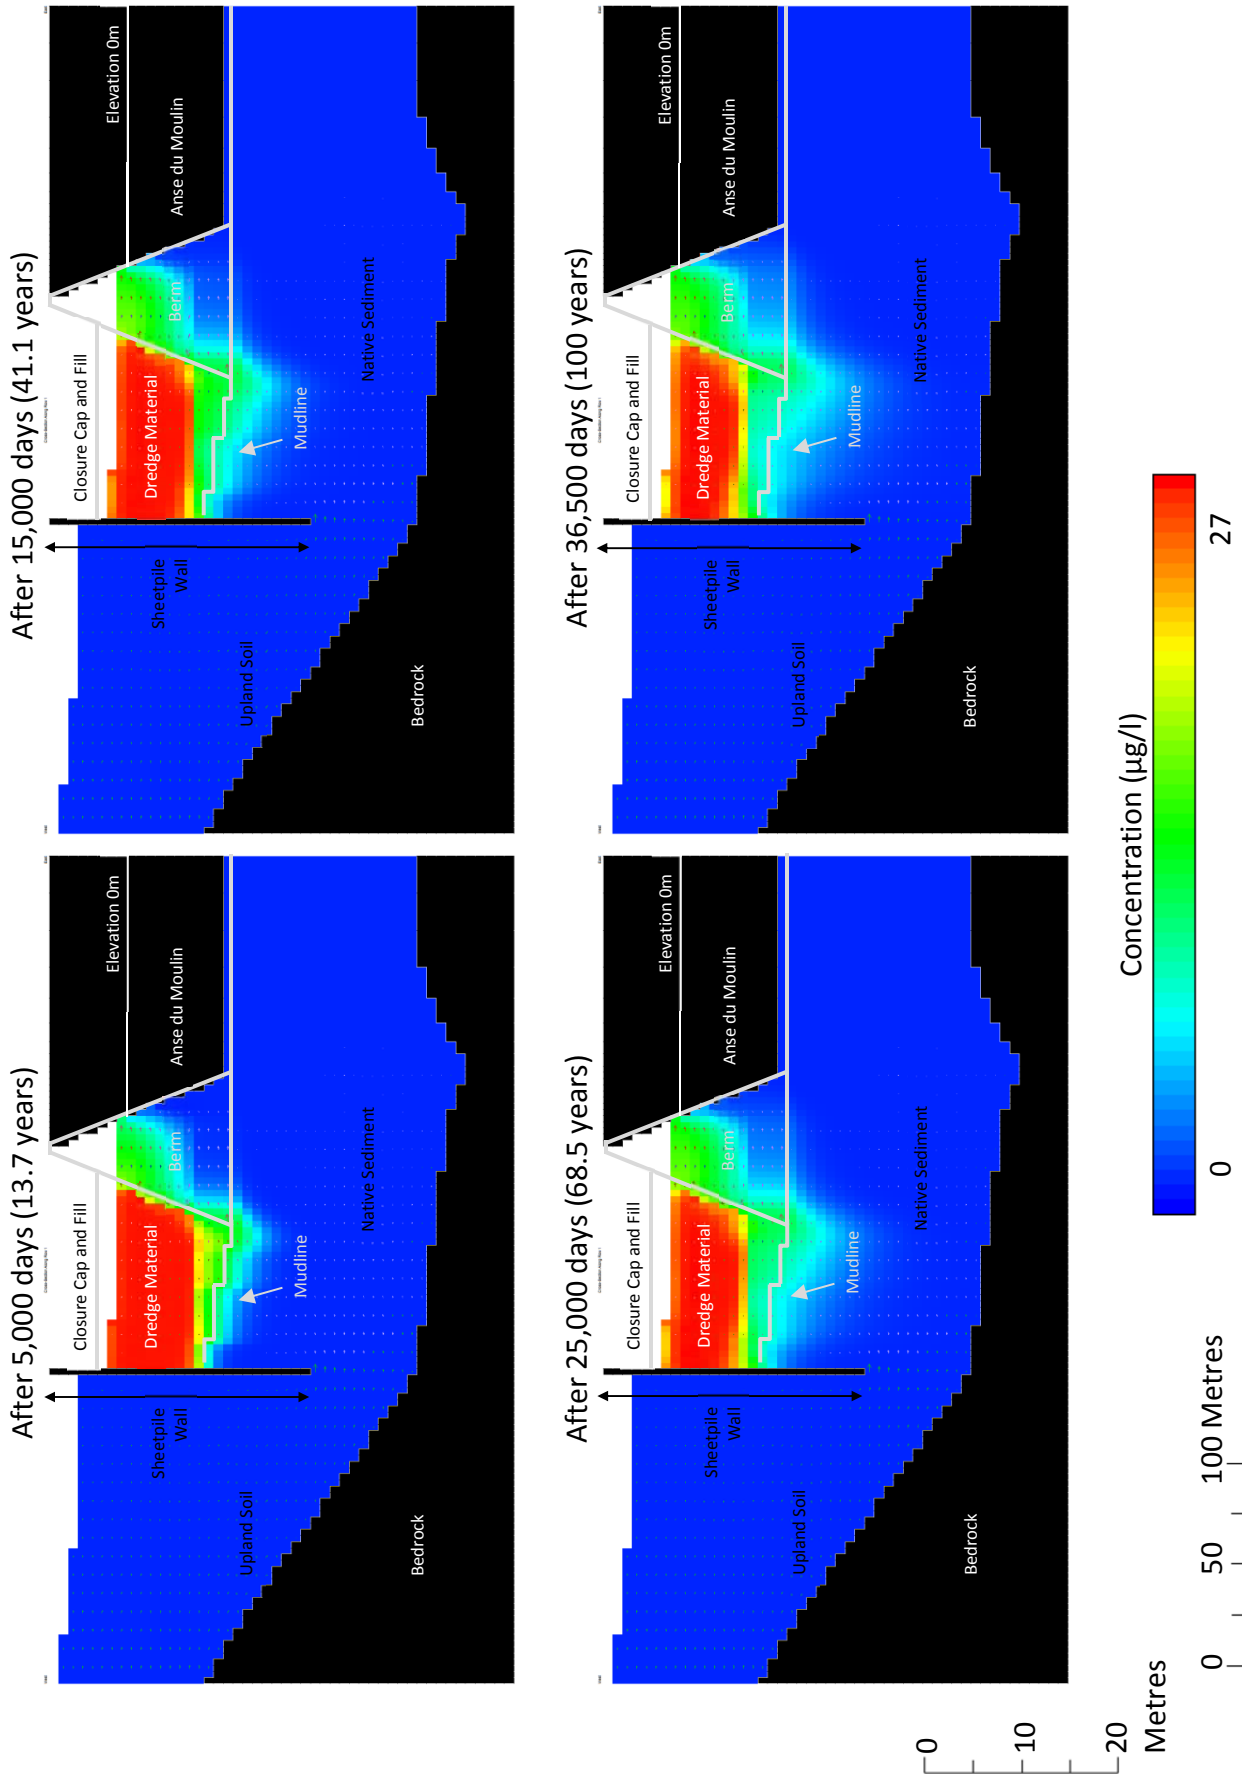 After 5,000 days (13.7 years)
Closure Cap and Fill
Elevation 0m
Dredge Material
Berm
Anse du Moulin
Sheetpile
Wall
Mudline
Upland Soil
Native Sediment
Bedrock
After 15,000 days (41.1 years)
Closure Cap and Fill
Elevation 0m
Dredge Material
Berm
Anse du Moulin
Sheetpile
Wall
Mudline
Upland Soil
Native Sediment
Bedrock
After 25,000 days (68.5 years)
Closure Cap and Fill
Elevation 0m
Dredge Material
Berm
Anse du Moulin
Sheetpile
Wall
Mudline
Upland Soil
Native Sediment
Bedrock
After 36,500 days (100 years)
Closure Cap and Fill
Elevation 0m
Dredge Material
Berm
Anse du Moulin
Sheetpile
Wall
Mudline
Upland Soil
Native Sediment
Bedrock
0
10
20
Metres
0 50 100 Metres
Concentration (µg/l)
0 27